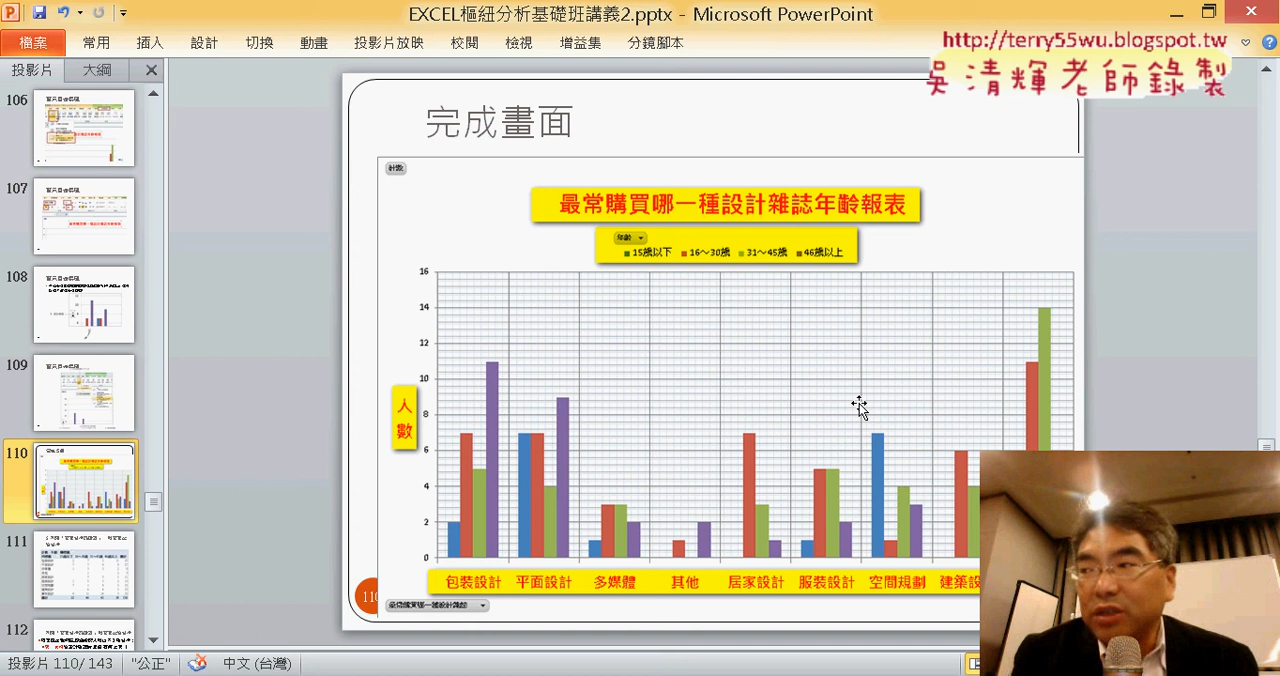 EXCEL樞紐分析基礎班講義2.pptx - Microsoft PowerPoint
檔案 常用 插入 設計 切換 動畫 投影片放映 校閱 檢視 增益集 分鏡腳本
http://terry55wu.blogspot.tw
吳清輝老師錄製
投影片 大綱
106
107
108
109
110
111
112
完成畫面
計數
最常購買哪一種設計雜誌年齡報表
年齡
15歲以下 16～30歲 31～45歲 46歲以上
16
14
12
10
8
6
4
2
0
人數
包裝設計 平面設計 多媒體 其他 居家設計 服裝設計 空間規劃 建築設
最常購買哪一種設計雜誌
110
投影片 110/143 "公正" 中文 (台灣)